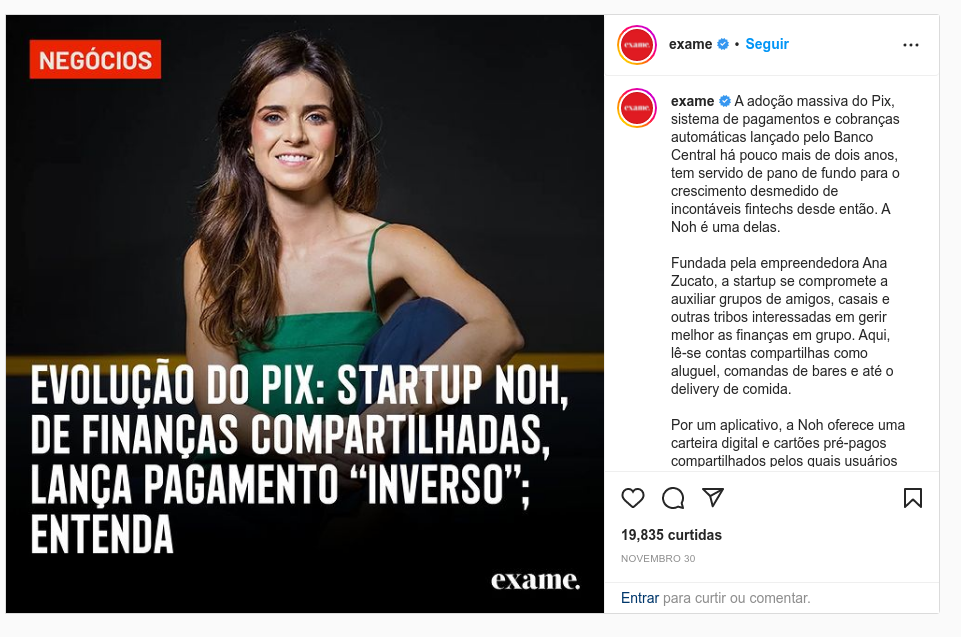 NEGÓCIOS
EVOLUÇÃO DO PIX: STARTUP NOH,
DE FINANÇAS COMPARTILHADAS,
LANÇA PAGAMENTO “INVERSO”;
ENTENDA
exame.
exame.
exame • Seguir
exame.
exame A adoção massiva do Pix,
sistema de pagamentos e cobranças
automáticas lançado pelo Banco
Central há pouco mais de dois anos,
tem servido de pano de fundo para o
crescimento desmedido de
incontáveis fintechs desde então. A
Noh é uma delas.
Fundada pela empreendedora Ana
Zucato, a startup se compromete a
auxiliar grupos de amigos, casais e
outras tribos interessadas em gerir
melhor as finanças em grupo. Aqui,
lê-se contas compartilhas como
aluguel, comandas de bares e até o
delivery de comida.
Por um aplicativo, a Noh oferece uma
carteira digital e cartões pré-pagos
compartilhados pelos quais usuários
19,835 curtidas
NOVEMBRO 30
Entrar para curtir ou comentar.